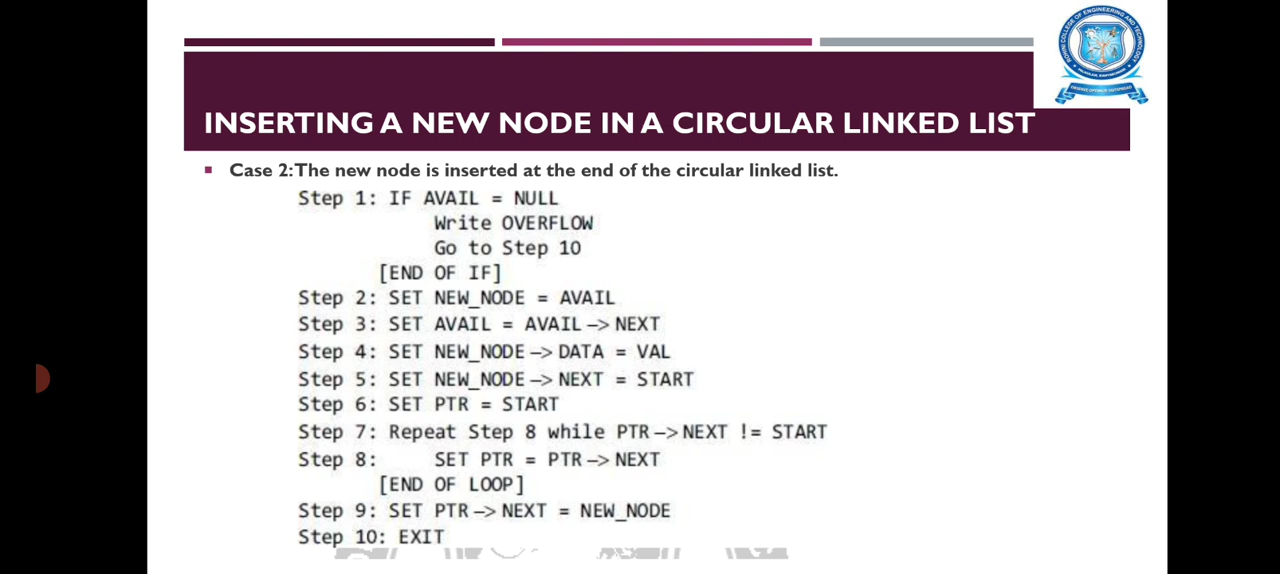 INSERTING A NEW NODE IN A CIRCULAR LINKED LIST
Case 2:The new node is inserted at the end of the circular linked list.
Step 1: IF AVAIL = NULL
Write OVERFLOW
Go to Step 10
[END OF IF]
Step 2: SET NEW_NODE = AVAIL
Step 3: SET AVAIL = AVAIL->NEXT
Step 4: SET NEW_NODE->DATA = VAL
Step 5: SET NEW_NODE->NEXT = START
Step 6: SET PTR = START
Step 7: Repeat Step 8 while PTR->NEXT != START
Step 8: SET PTR = PTR->NEXT
[END OF LOOP]
Step 9: SET PTR->NEXT = NEW_NODE
Step 10: EXIT